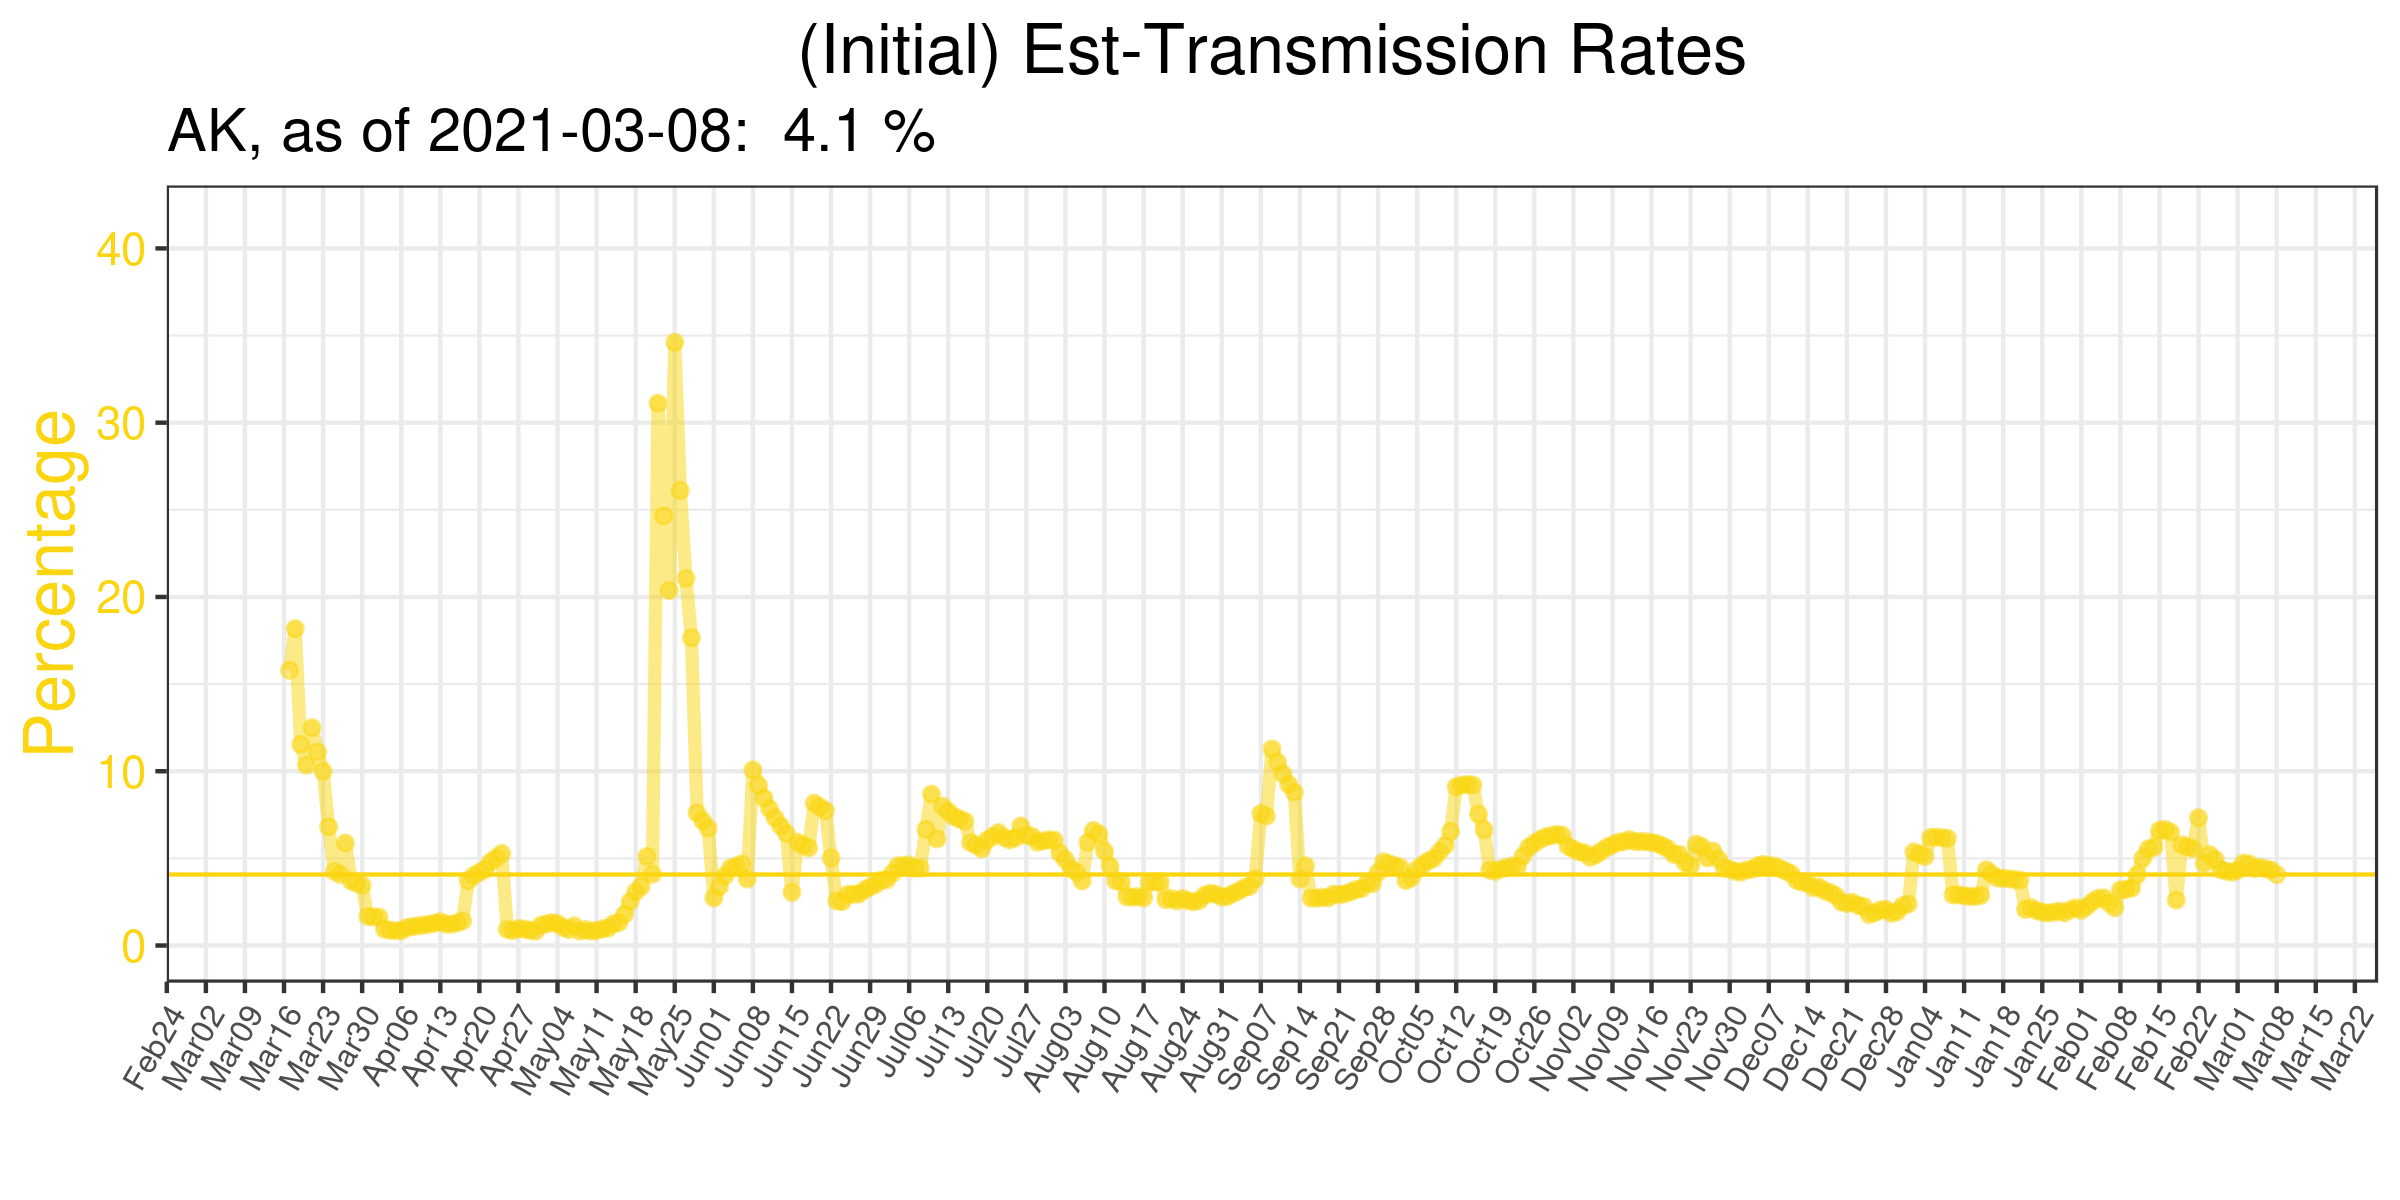 (Initial) Est-Transmission Rates
AK, as of 2021-03-08:  4.1 %
Percentage
40
30
20
10
0
Feb24 Mar02 Mar09 Mar16 Mar23 Mar30 Apr06 Apr13 Apr20 Apr27 May04 May11 May18 May25 Jun01 Jun08 Jun15 Jun22 Jun29 Jul06 Jul13 Jul20 Jul27 Aug03 Aug10 Aug17 Aug24 Aug31 Sep07 Sep14 Sep21 Sep28 Oct05 Oct12 Oct19 Oct26 Nov02 Nov09 Nov16 Nov23 Nov30 Dec07 Dec14 Dec21 Dec28 Jan04 Jan11 Jan18 Jan25 Feb01 Feb08 Feb15 Feb22 Mar01 Mar08 Mar15 Mar22